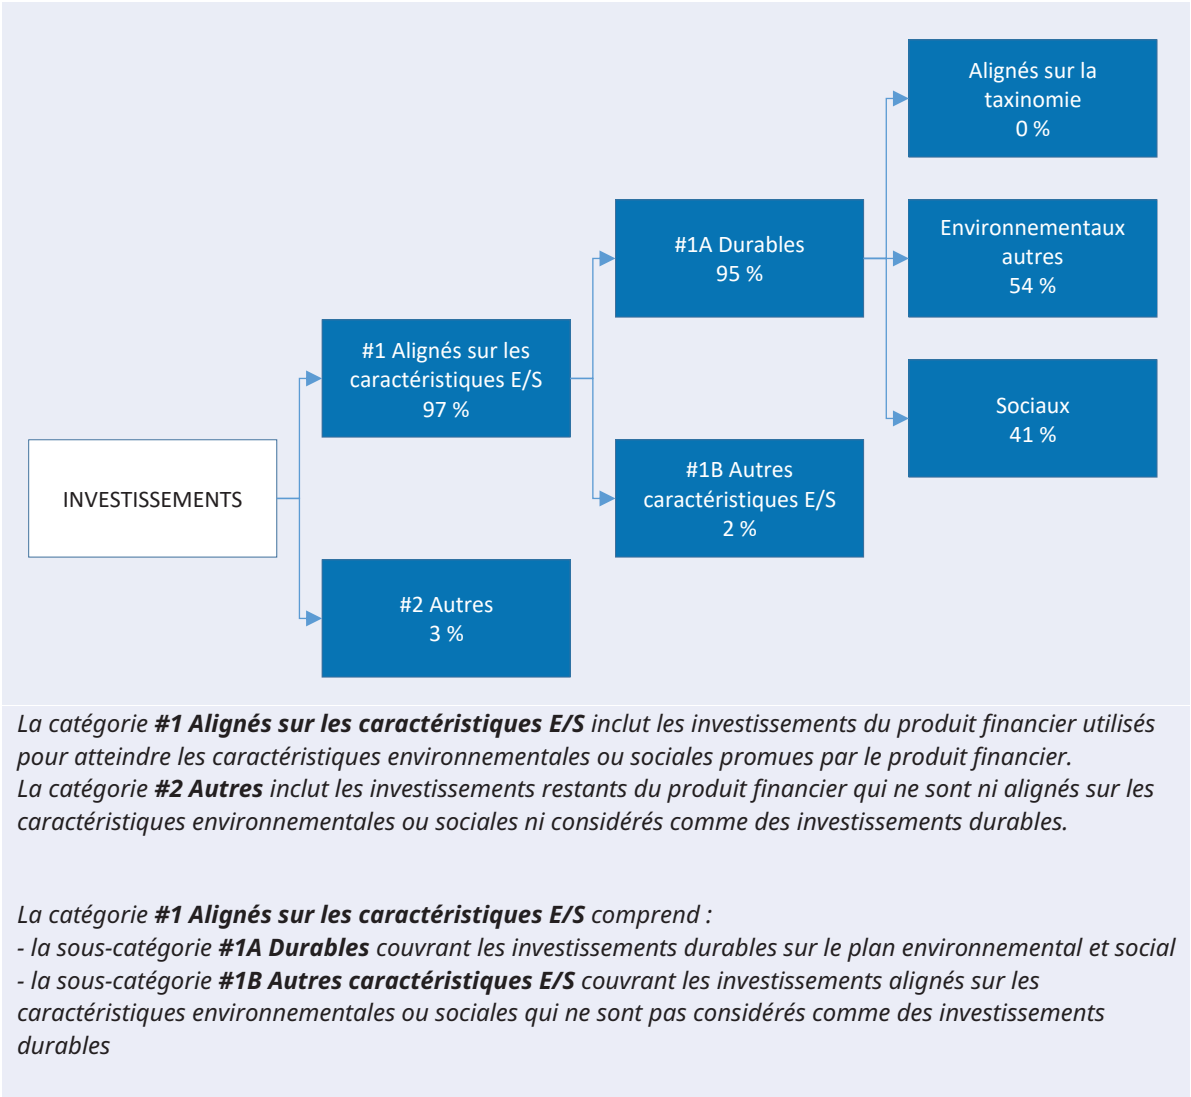 INVESTISSEMENTS
#1 Alignés sur les
caractéristiques E/S
97 %
#2 Autres
3 %
#1A Durables
95 %
#1B Autres
caractéristiques E/S
2 %
Alignés sur la
taxinomie
0 %
Environnementaux
autres
54 %
Sociaux
41 %
La catégorie #1 Alignés sur les caractéristiques E/S inclut les investissements du produit financier utilisés
pour atteindre les caractéristiques environnementales ou sociales promues par le produit financier.
La catégorie #2 Autres inclut les investissements restants du produit financier qui ne sont ni alignés sur les
caractéristiques environnementales ou sociales ni considérés comme des investissements durables.
La catégorie #1 Alignés sur les caractéristiques E/S comprend :
- la sous-catégorie #1A Durables couvrant les investissements durables sur le plan environnemental et social
- la sous-catégorie #1B Autres caractéristiques E/S couvrant les investissements alignés sur les
caractéristiques environnementales ou sociales qui ne sont pas considérés comme des investissements
durables